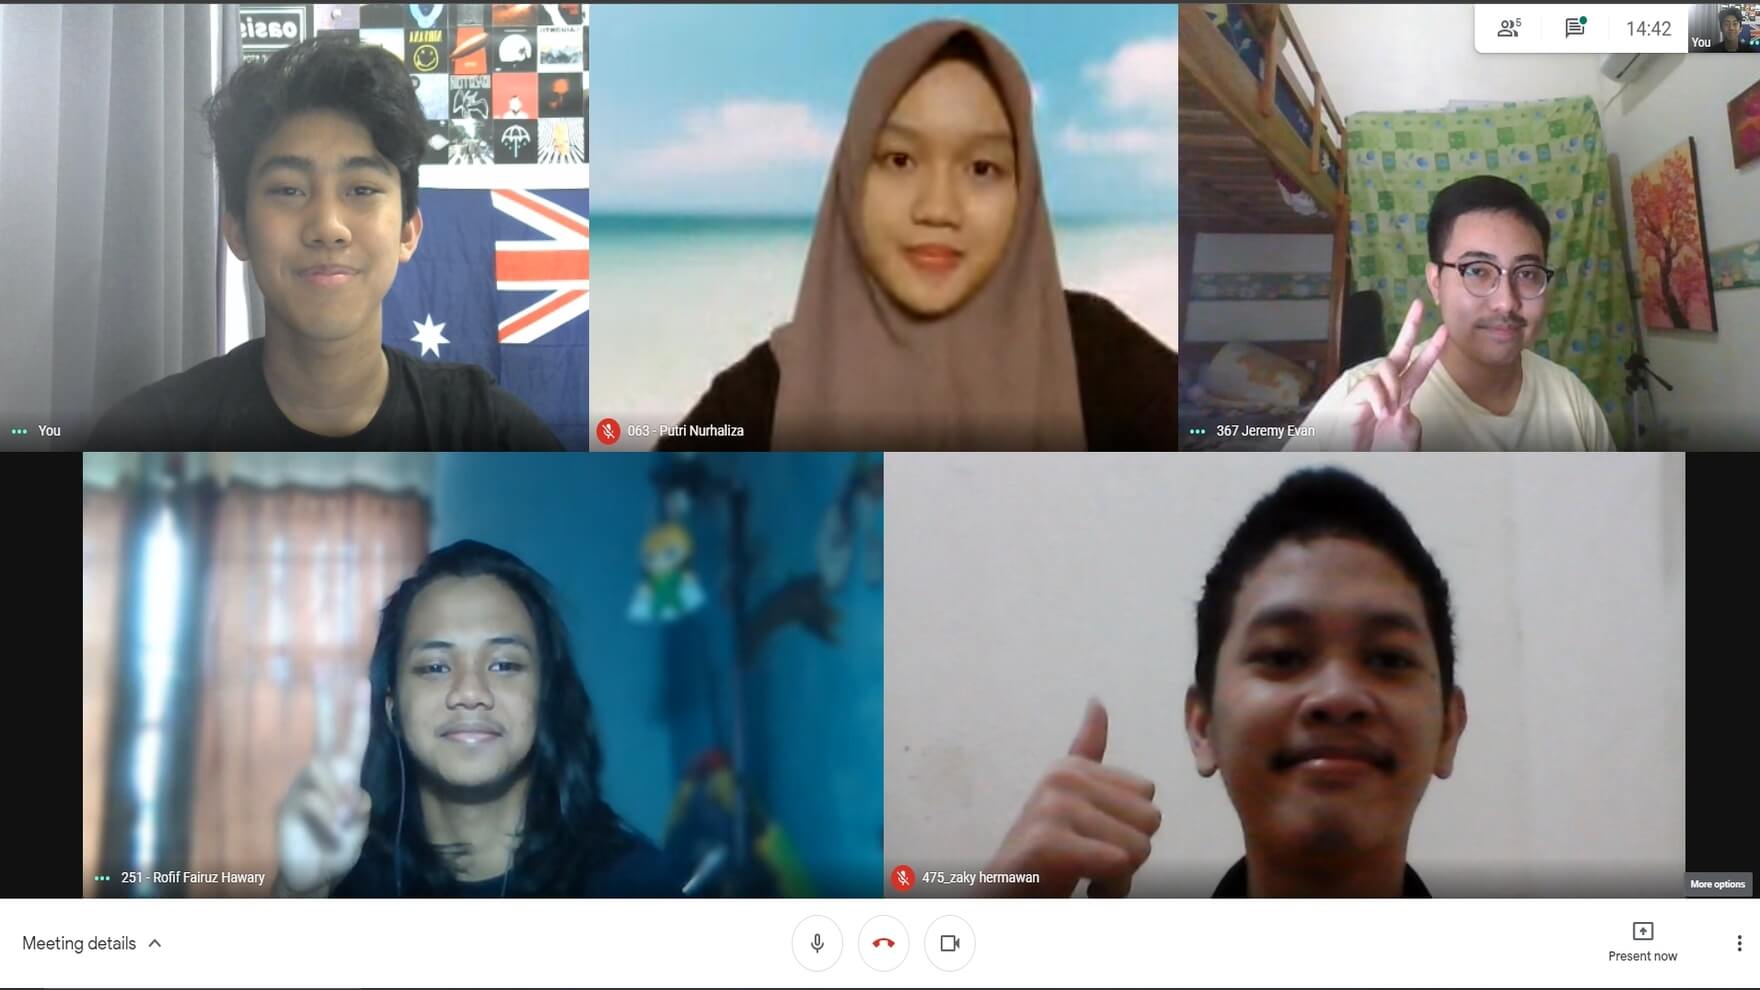 oasis
NIRVANA
5
14:42
You
You
063 - Putri Nurhaliza
367 Jeremy Evan
251 - Rofif Fairuz Hawary
475_zaky hermawan
More options
Meeting details
Present now